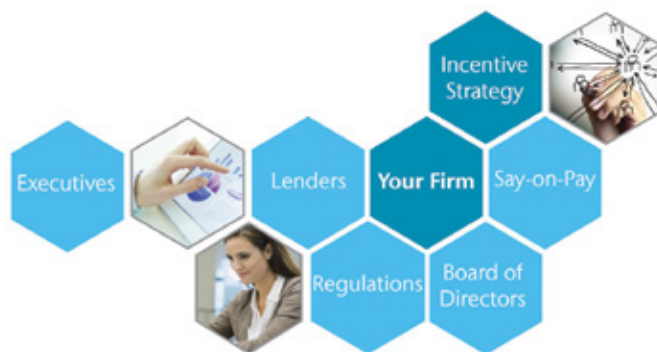 Incentive
Strategy
Executives
Lenders
Your Firm
Say-on-Pay
Regulations
Board of
Directors